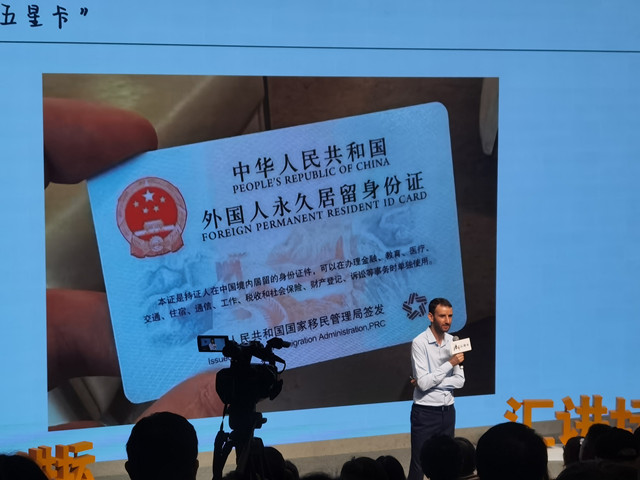 五星卡”
中华人民共和国
PEOPLE'S REPUBLIC OF CHINA
外国人永久居留身份证
FOREIGN PERMANENT RESIDENT ID CARD
本证是持证人在中国境内居留的身份证件，可以在办理金融、教育、医疗、
交通、住宿、通信、工作、税收和社会保险、财产登记、诉讼等事务时单独使用。
人民共和国国家移民管理局签发
Administration,PRC
汇讲坛
坛